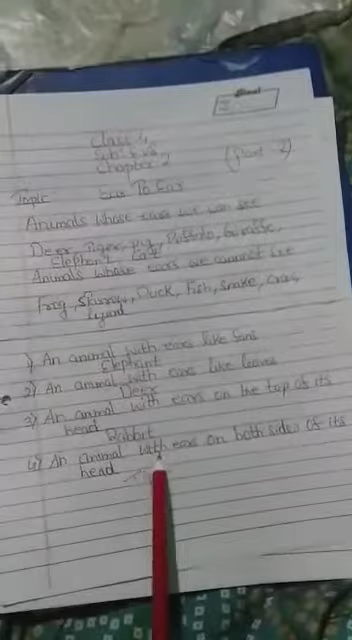 Class 4
Sub: EVS
Chapter 2 (Part 2)
Topic Ear To Ear
Animals whose ears we can see
Deer, Tiger, Pig, Buffalo, Giraffe,
Elephant, Cat,
Animals whose ears we cannot see
Frog, Duck, Fish, Snake, Crow,
1) An animal with ears like fans
Elephant
2) An animal with ears like leaves
Deer
3) An animal with ears on the top of its
head Rabbit
4) An animal with ears on both sides of its
head